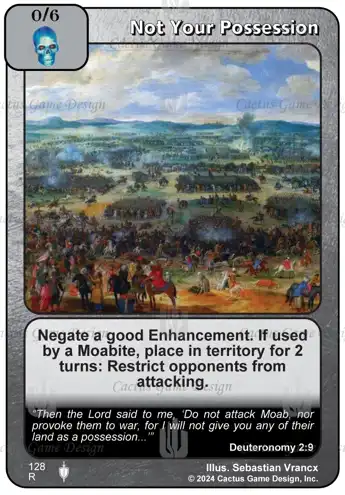 0/6
Not Your Possession
Cactus Game Design
Negate a good Enhancement. If used
by a Moabite, place in territory for 2
turns: Restrict opponents from
attacking.
"Then the Lord said to me, 'Do not attack Moab nor
provoke them to war, for I will not give you any of their
land as a possession...'"
Deuteronomy 2:9
128
R
Illus. Sebastian Vrancx
© 2024 Cactus Game Design, Inc.